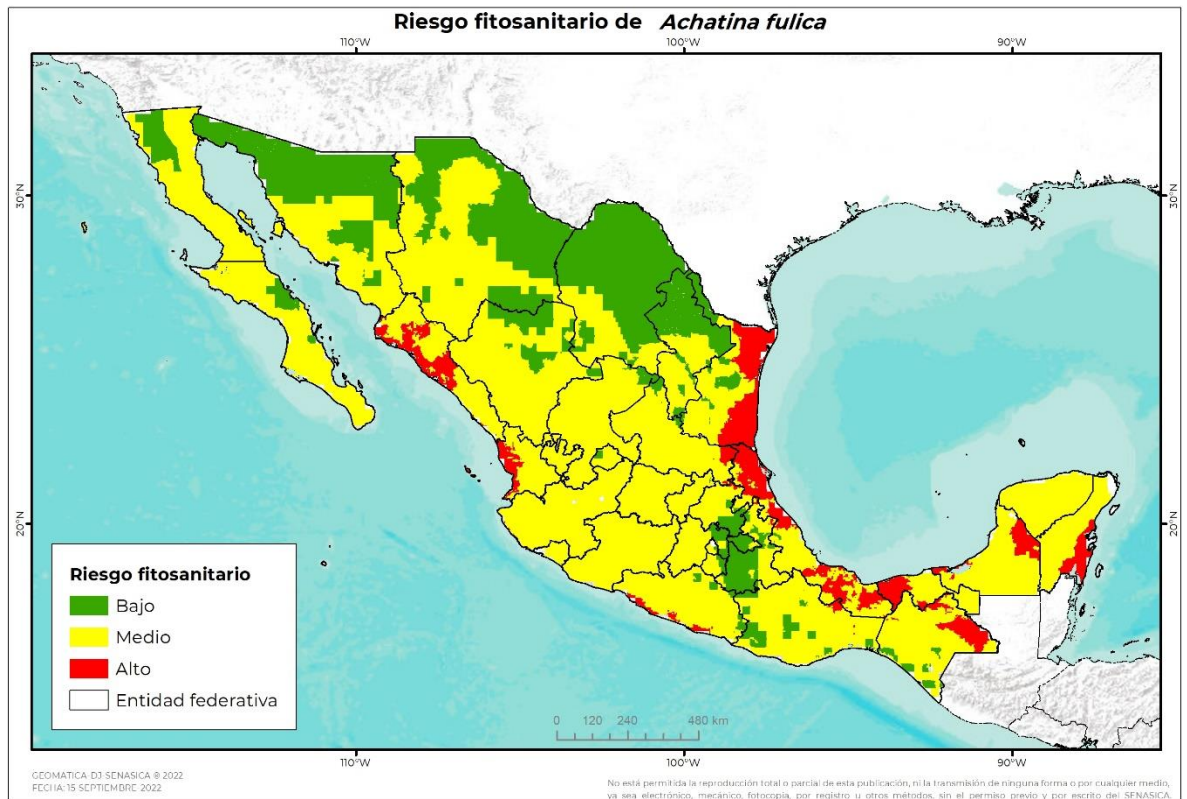 Riesgo fitosanitario de Achatina fulica
110°W 100°W 90°W
30°N 30°N
20°N 20°N
Riesgo fitosanitario
Bajo
Medio
Alto
Entidad federativa
0 120 240 480 km
110°W 100°W 90°W
GEOMATICA DJ SENASICA ® 2022
FECHA: 15 SEPTIEMBRE 2022
No está permitida la reproducción total o parcial de esta publicación, ni la transmisión de ninguna forma o por cualquier medio,
ya sea electrónico, mecánico, fotocopia, por registro u otros métodos, sin el permiso previo y por escrito del SENASICA.